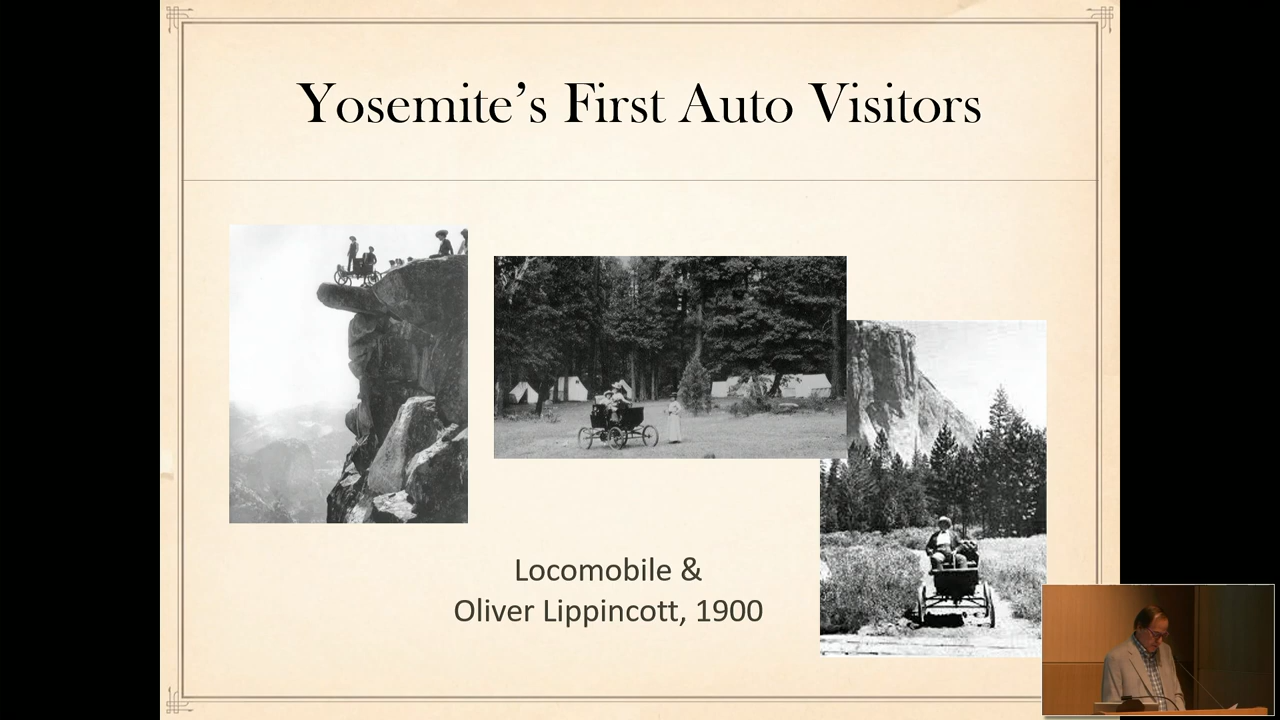 Yosemite’s First Auto Visitors
Locomobile &
Oliver Lippincott, 1900